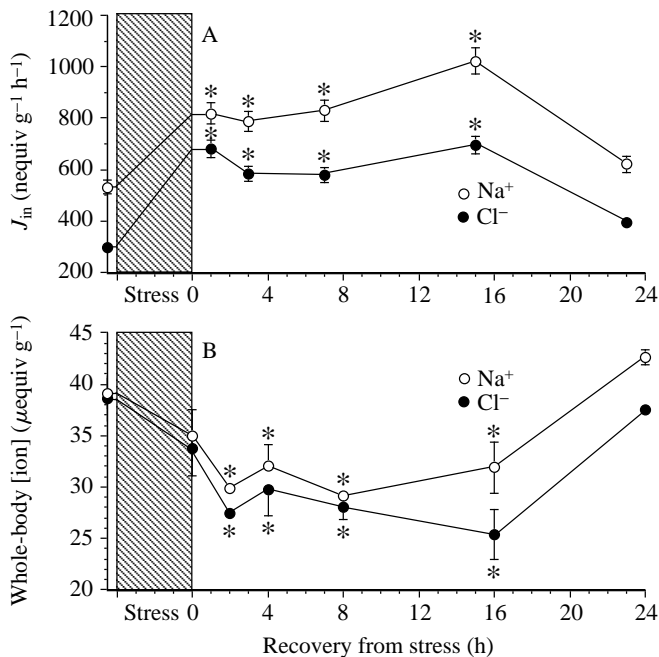 A
1200
1000
800
600
400
200
J in (nequiv g⁻¹ h⁻¹)
* * * *
* * * *
Na⁺
Cl⁻
Stress 0 4 8 12 16 20 24
B
45
40
35
30
25
20
Whole-body [ion] (µequiv g⁻¹)
Na⁺
Cl⁻
* * * *
* * * *
Stress 0 4 8 12 16 20 24
Recovery from stress (h)